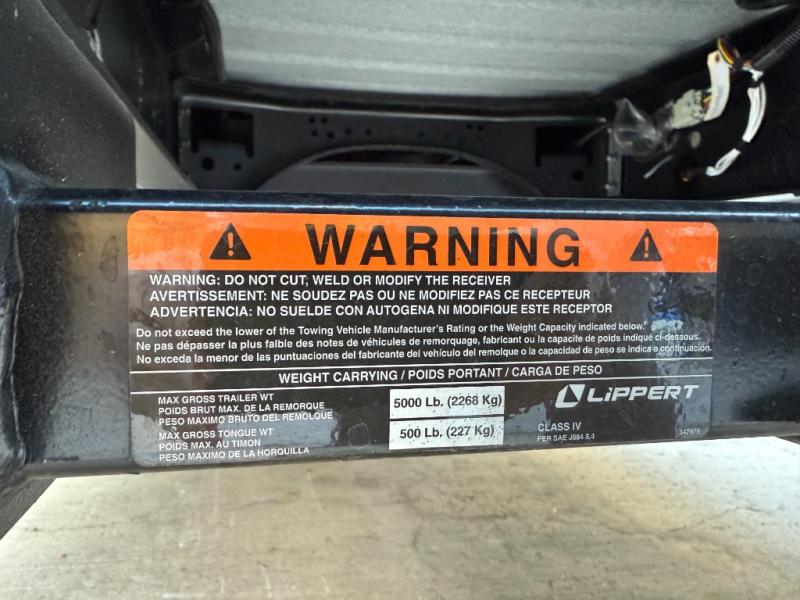 WARNING
WARNING: DO NOT CUT, WELD OR MODIFY THE RECEIVER
AVERTISSEMENT: NE SOUDEZ PAS OU NE MODIFIEZ PAS CE RECEPTEUR
ADVERTENCIA: NO SUELDE CON AUTOGENA NI MODIFIQUE ESTE RECEPTOR
Do not exceed the lower of the Towing Vehicle Manufacturer's Rating or the Weight Capacity indicated below.
Ne pas dépasser la plus faible des notes de véhicules de remorquage, fabricant ou la capacité de poids indiqué ci-dessous.
No exceda la menor de las puntuaciones del fabricante del vehículo del remolque o la capacidad de peso se indica a continuación.
WEIGHT CARRYING / POIDS PORTANT / CARGA DE PESO
MAX GROSS TRAILER WT
POIDS BRUT MAX. DE LA REMORQUE
PESO MAXIMO BRUTO DEL REMOLQUE
5000 Lb. (2268 Kg)
LIPPERT
MAX GROSS TONGUE WT
POIDS MAX. AU TIMON
PESO MAXIMO DE LA HORQUILLA
500 Lb. (227 Kg)
CLASS IV
PER SAE J684 5.4
347975